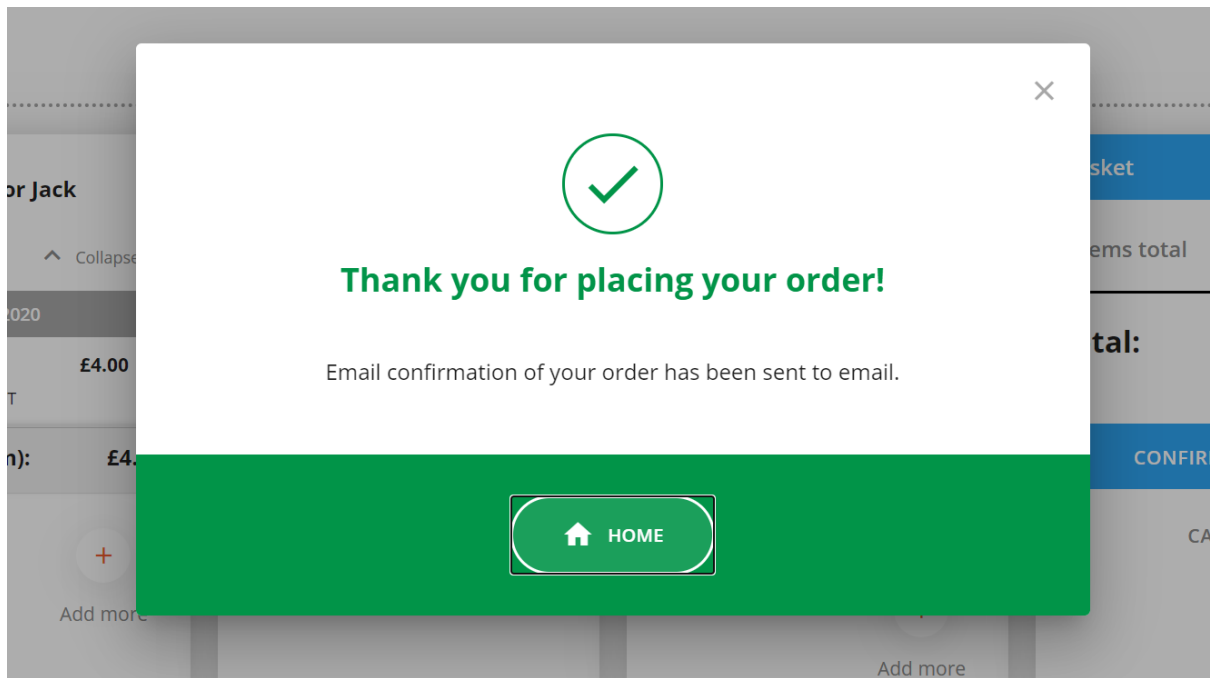 or Jack
Collapse
2020
£4.00
T
n):
£4.
Add more
Thank you for placing your order!
Email confirmation of your order has been sent to email.
HOME
sket
ems total
tal:
CONFIR
CA
Add more